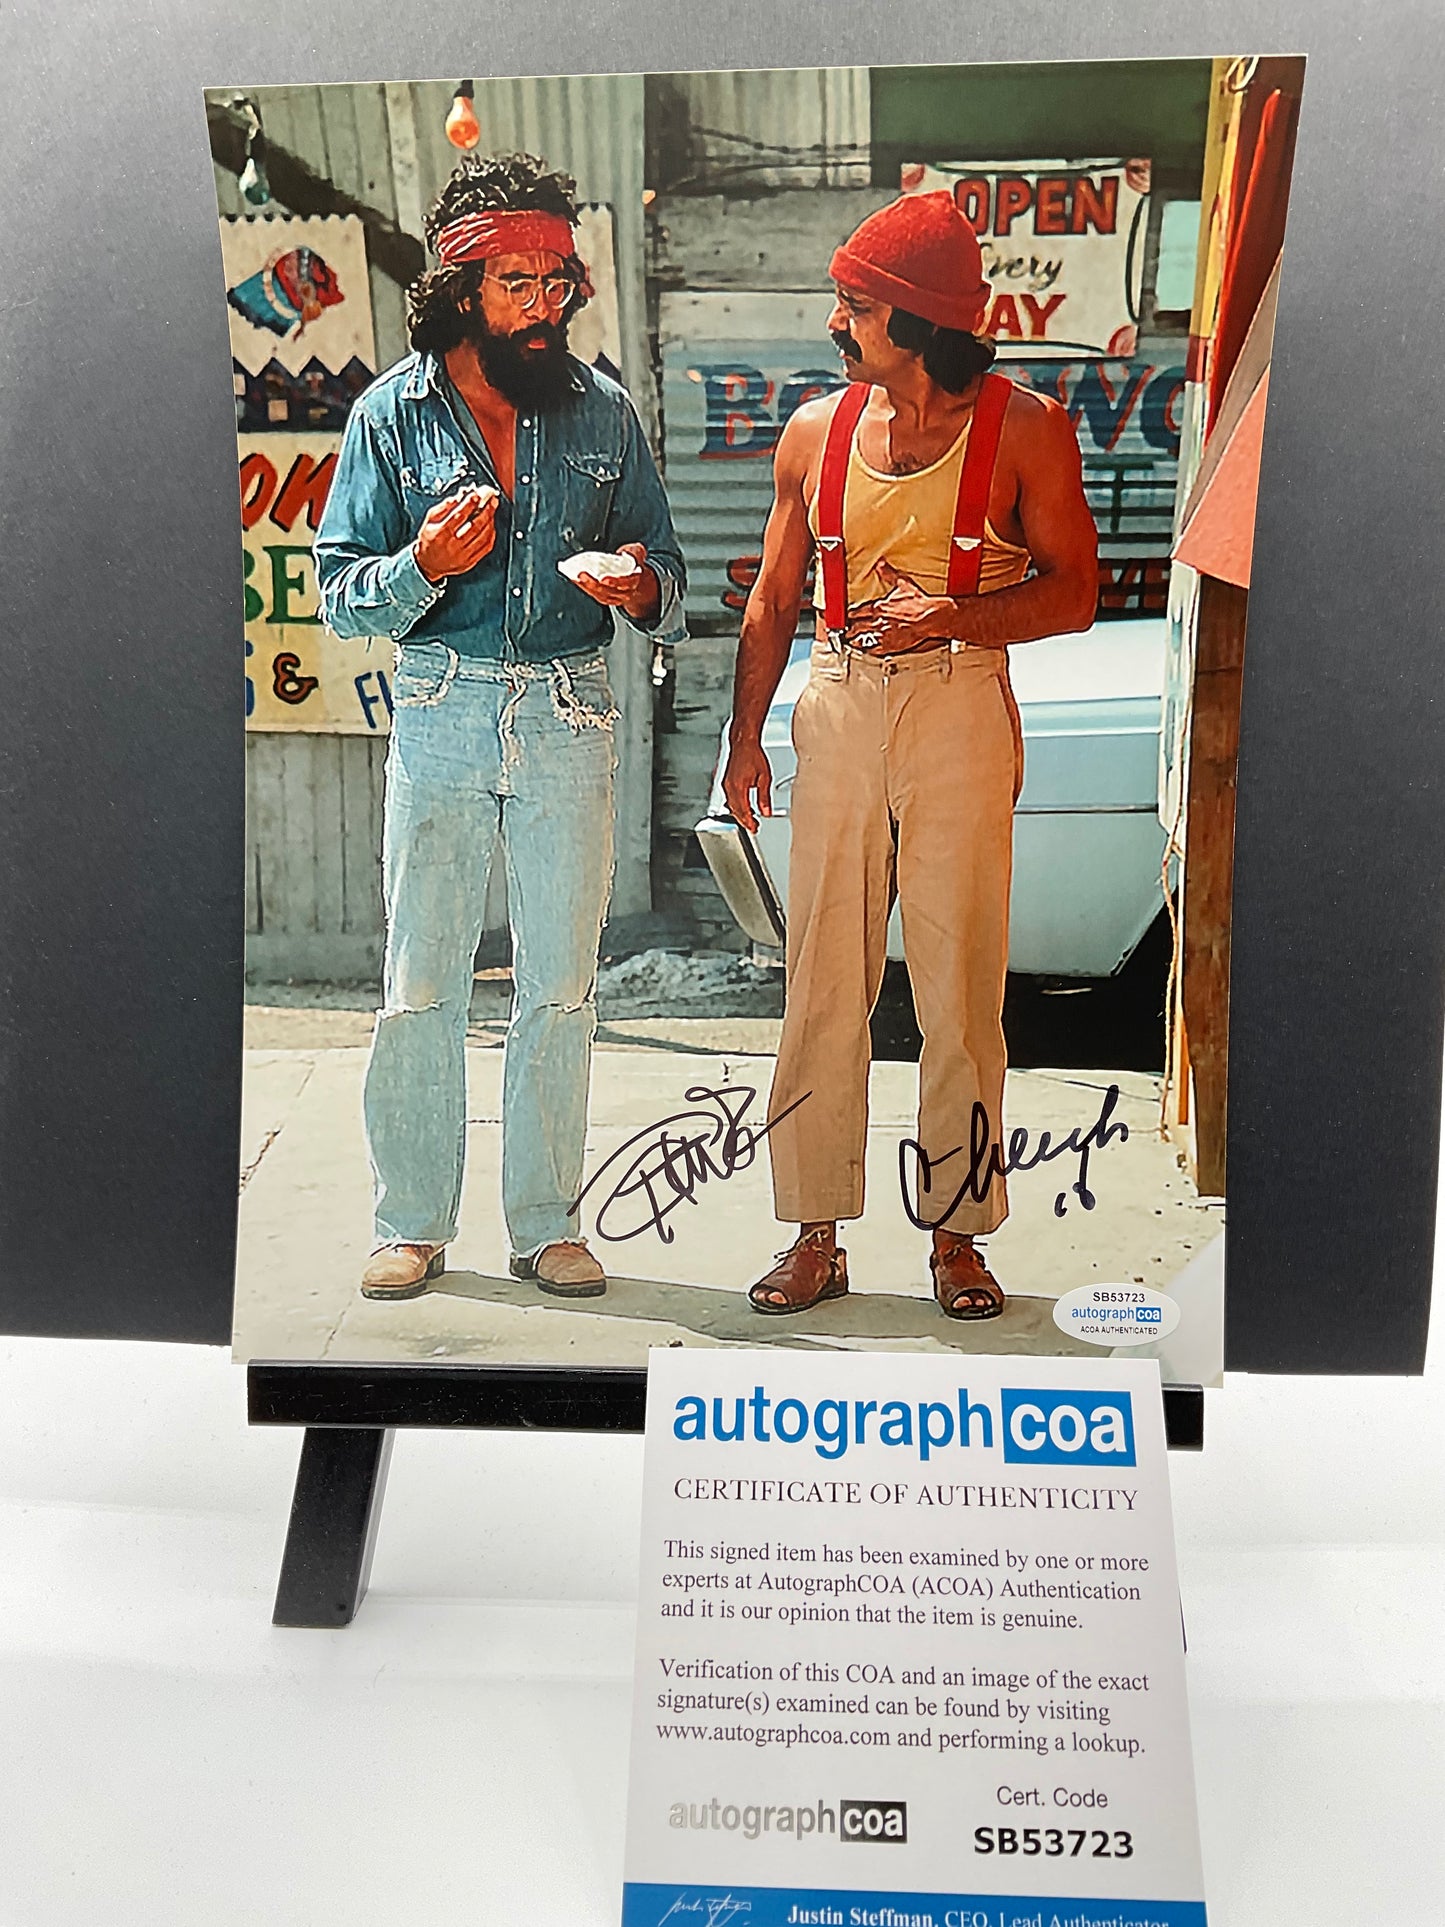 OPEN
Every
AY
ON
BE
&
Cheech
SB53723
autographcoa
ACOA AUTHENTICATED
autographcoa
CERTIFICATE OF AUTHENTICITY
This signed item has been examined by one or more
experts at AutographCOA (ACOA) Authentication
and it is our opinion that the item is genuine.
Verification of this COA and an image of the exact
signature(s) examined can be found by visiting
www.autographcoa.com and performing a lookup.
Cert. Code
autographcoa
SB53723
Justin Steffman, CEO, Lead Authenticator